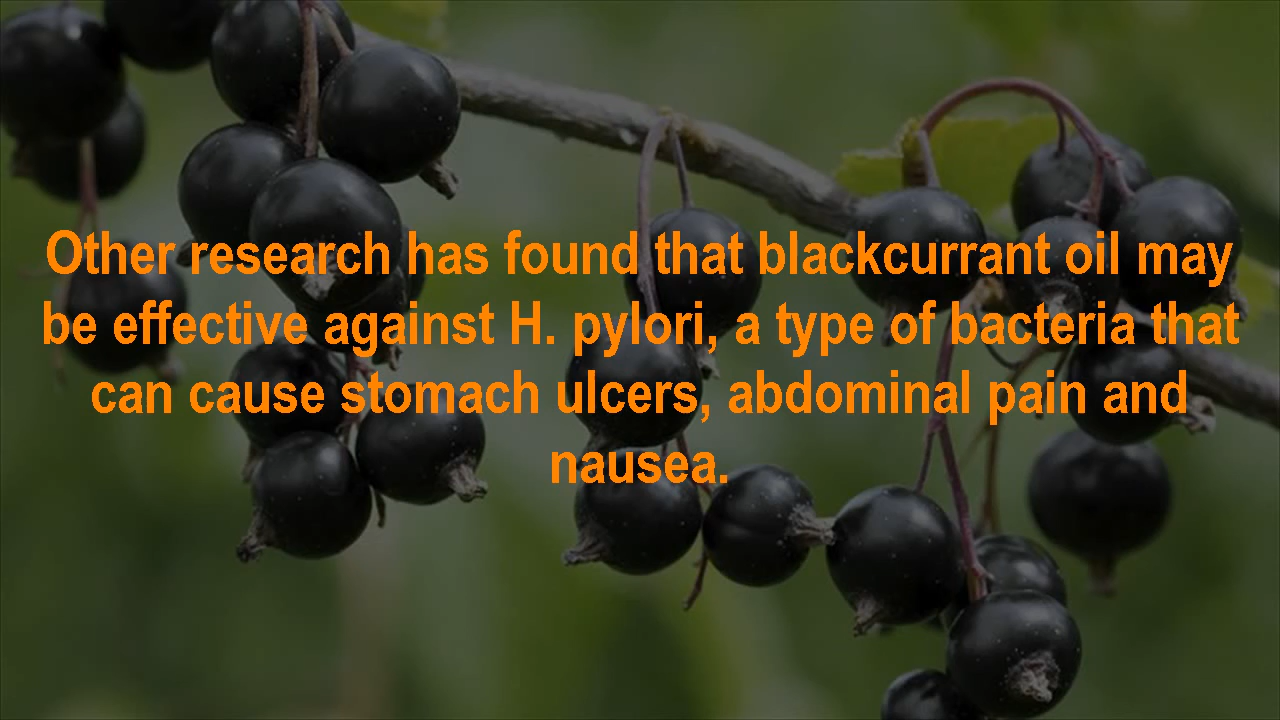 Other research has found that blackcurrant oil may
be effective against H. pylori, a type of bacteria that
can cause stomach ulcers, abdominal pain and
nausea.